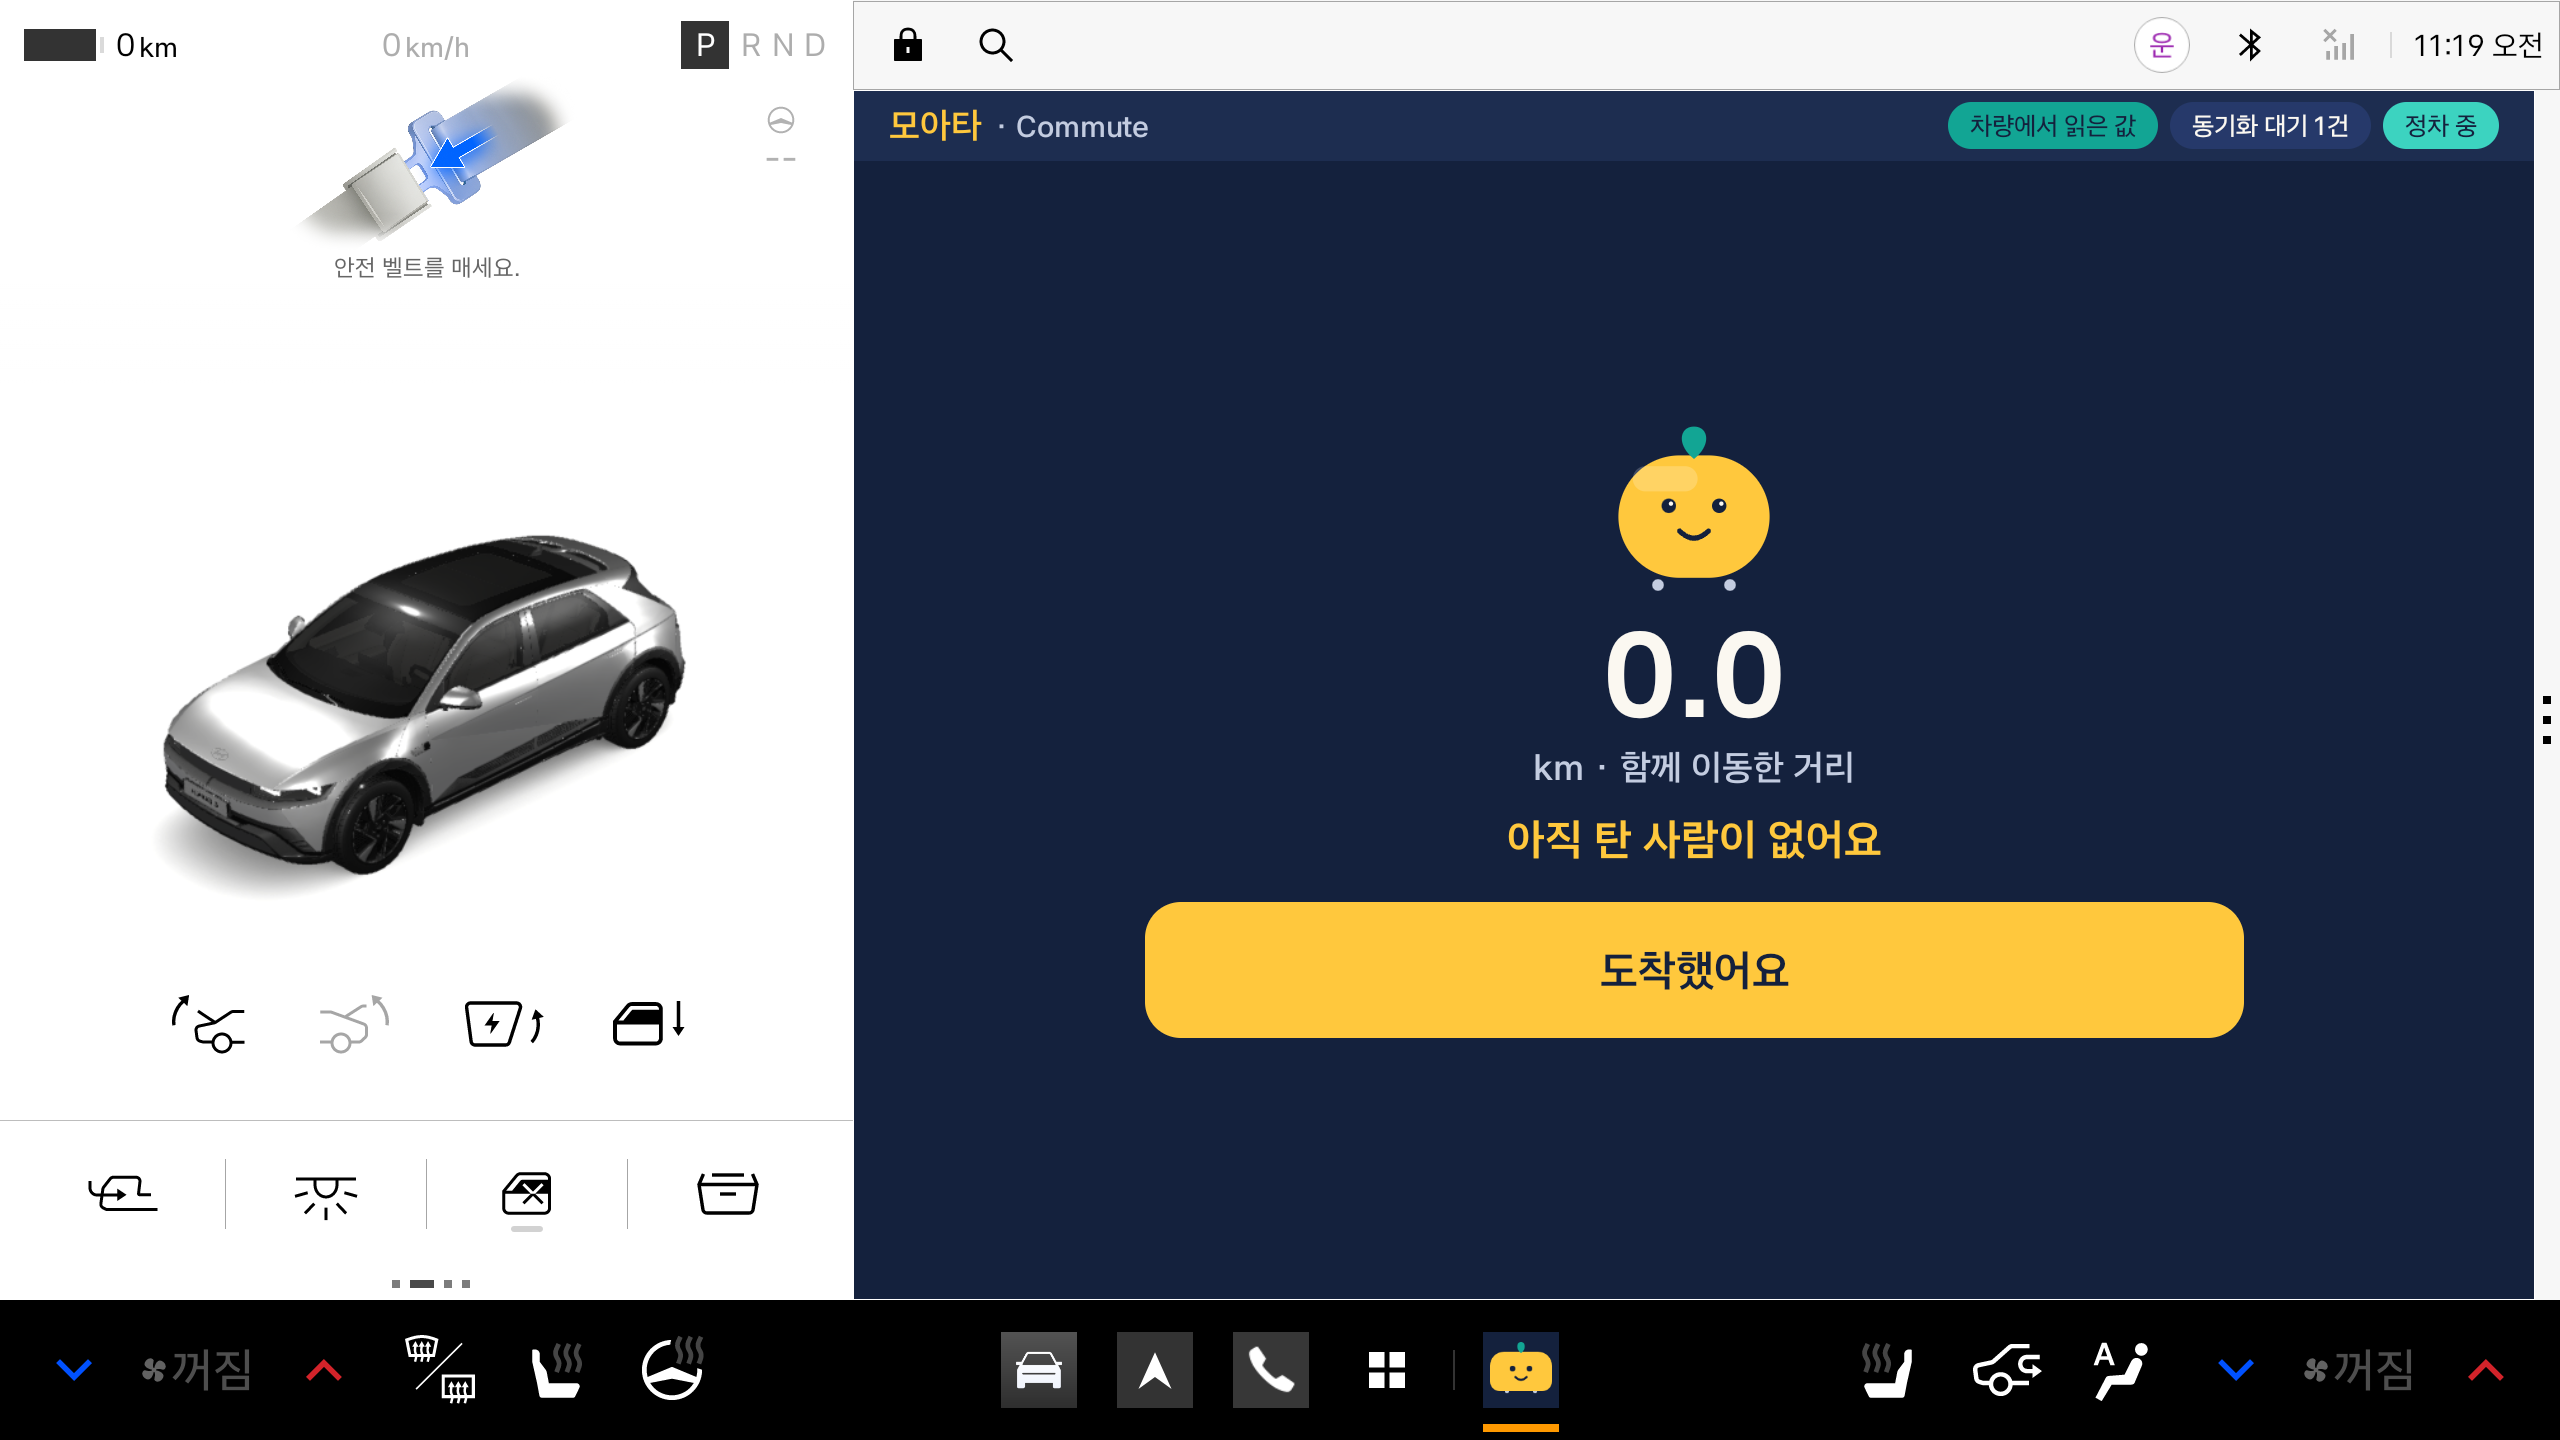 0 km
0 km/h
P R N D
운
11:19 오전
모아타 · Commute
차량에서 읽은 값
동기화 대기 1건
정차 중
--
안전 벨트를 매세요.
0.0
km · 함께 이동한 거리
아직 탄 사람이 없어요
도착했어요
꺼짐
A
꺼짐